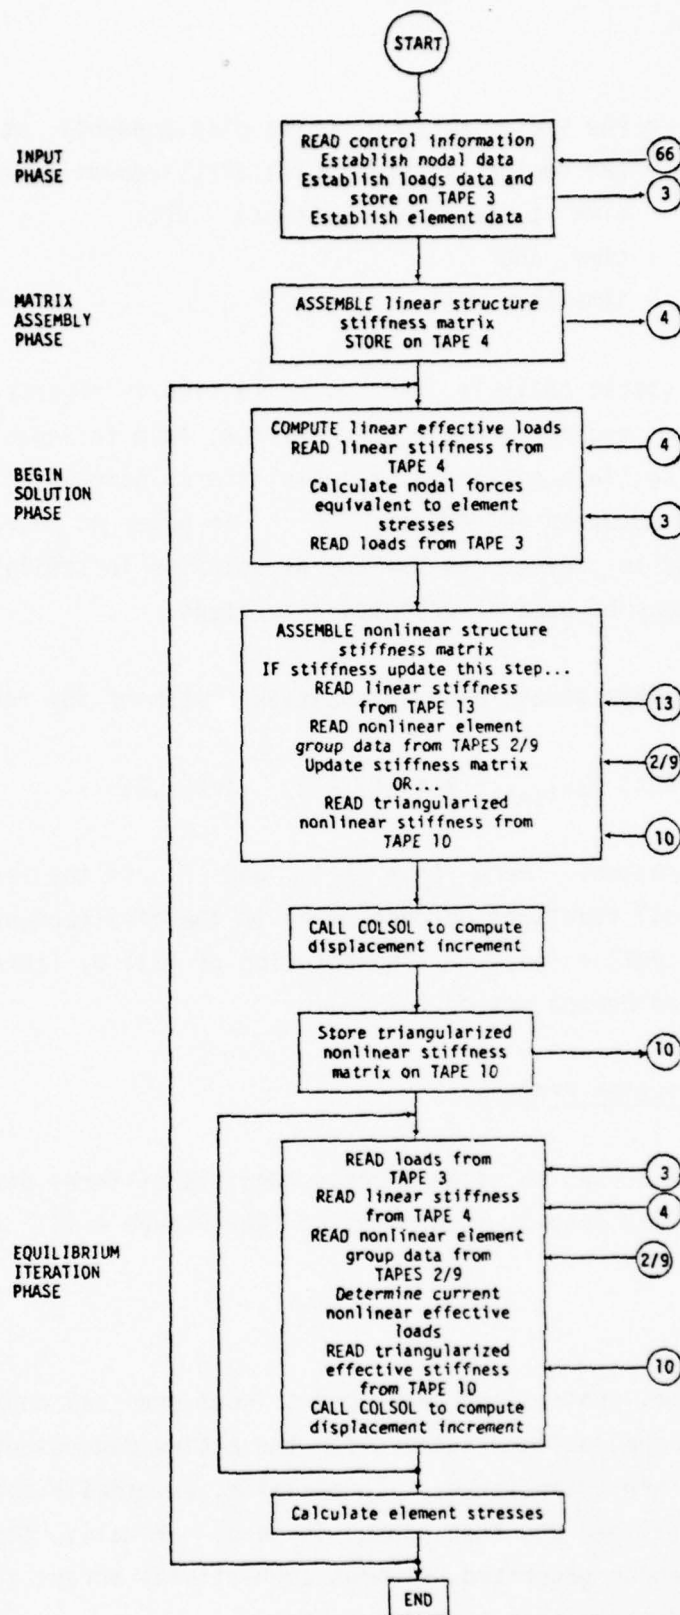 START
INPUT
PHASE
READ control information
Establish nodal data
Establish loads data and
store on TAPE 3
Establish element data
66
3
MATRIX
ASSEMBLY
PHASE
ASSEMBLE linear structure
stiffness matrix
STORE on TAPE 4
4
BEGIN
SOLUTION
PHASE
COMPUTE linear effective loads
READ linear stiffness from
TAPE 4
Calculate nodal forces
equivalent to element
stresses
READ loads from TAPE 3
4
3
ASSEMBLE nonlinear structure
stiffness matrix
IF stiffness update this step...
READ linear stiffness
from TAPE 13
READ nonlinear element
group data from TAPES 2/9
Update stiffness matrix
OR...
READ triangularized
nonlinear stiffness from
TAPE 10
13
2/9
10
CALL COLSOL to compute
displacement increment
Store triangularized
nonlinear stiffness
matrix on TAPE 10
10
EQUILIBRIUM
ITERATION
PHASE
READ loads from
TAPE 3
READ linear stiffness
from TAPE 4
READ nonlinear element
group data from
TAPES 2/9
Determine current
nonlinear effective
loads
READ triangularized
effective stiffness
from TAPE 10
CALL COLSOL to compute
displacement increment
3
4
2/9
10
Calculate element stresses
END